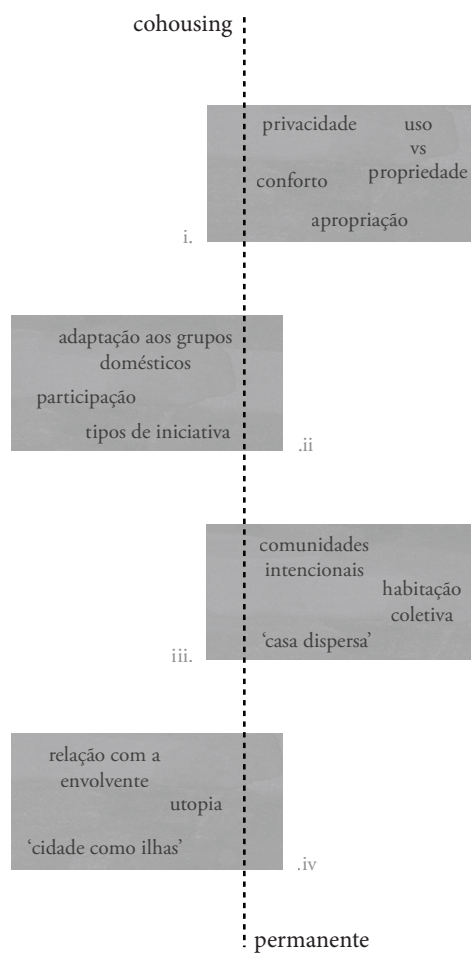 cohousing
privacidade
uso
vs
propriedade
conforto
apropriação
i.
adaptação aos grupos
domésticos
participação
tipos de iniciativa
.ii
comunidades
intencionais
habitação
coletiva
‘casa dispersa’
iii.
relação com a
envolvente
utopia
‘cidade como ilhas’
.iv
permanente